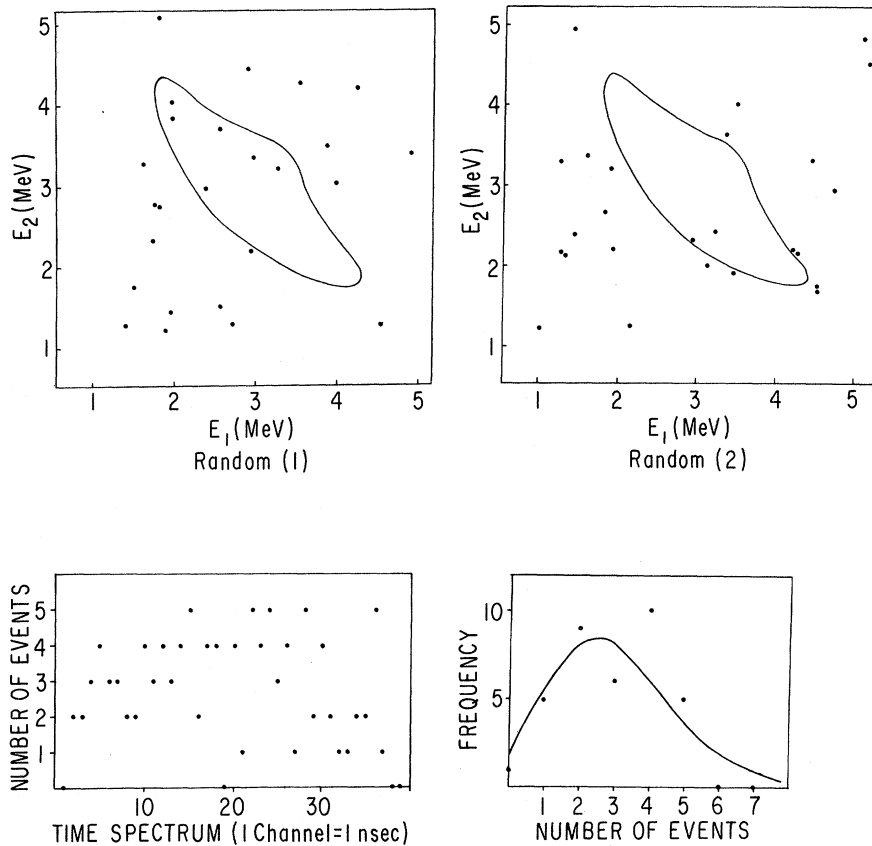 5
4
3
2
1
E2(MeV)
1 2 3 4 5
E1(MeV)
Random (1)
5
4
3
2
1
E2(MeV)
1 2 3 4 5
E1(MeV)
Random (2)
NUMBER OF EVENTS
5
4
3
2
1
10 20 30
TIME SPECTRUM (1 Channel=1 nsec)
FREQUENCY
10
5
1 2 3 4 5 6 7
NUMBER OF EVENTS